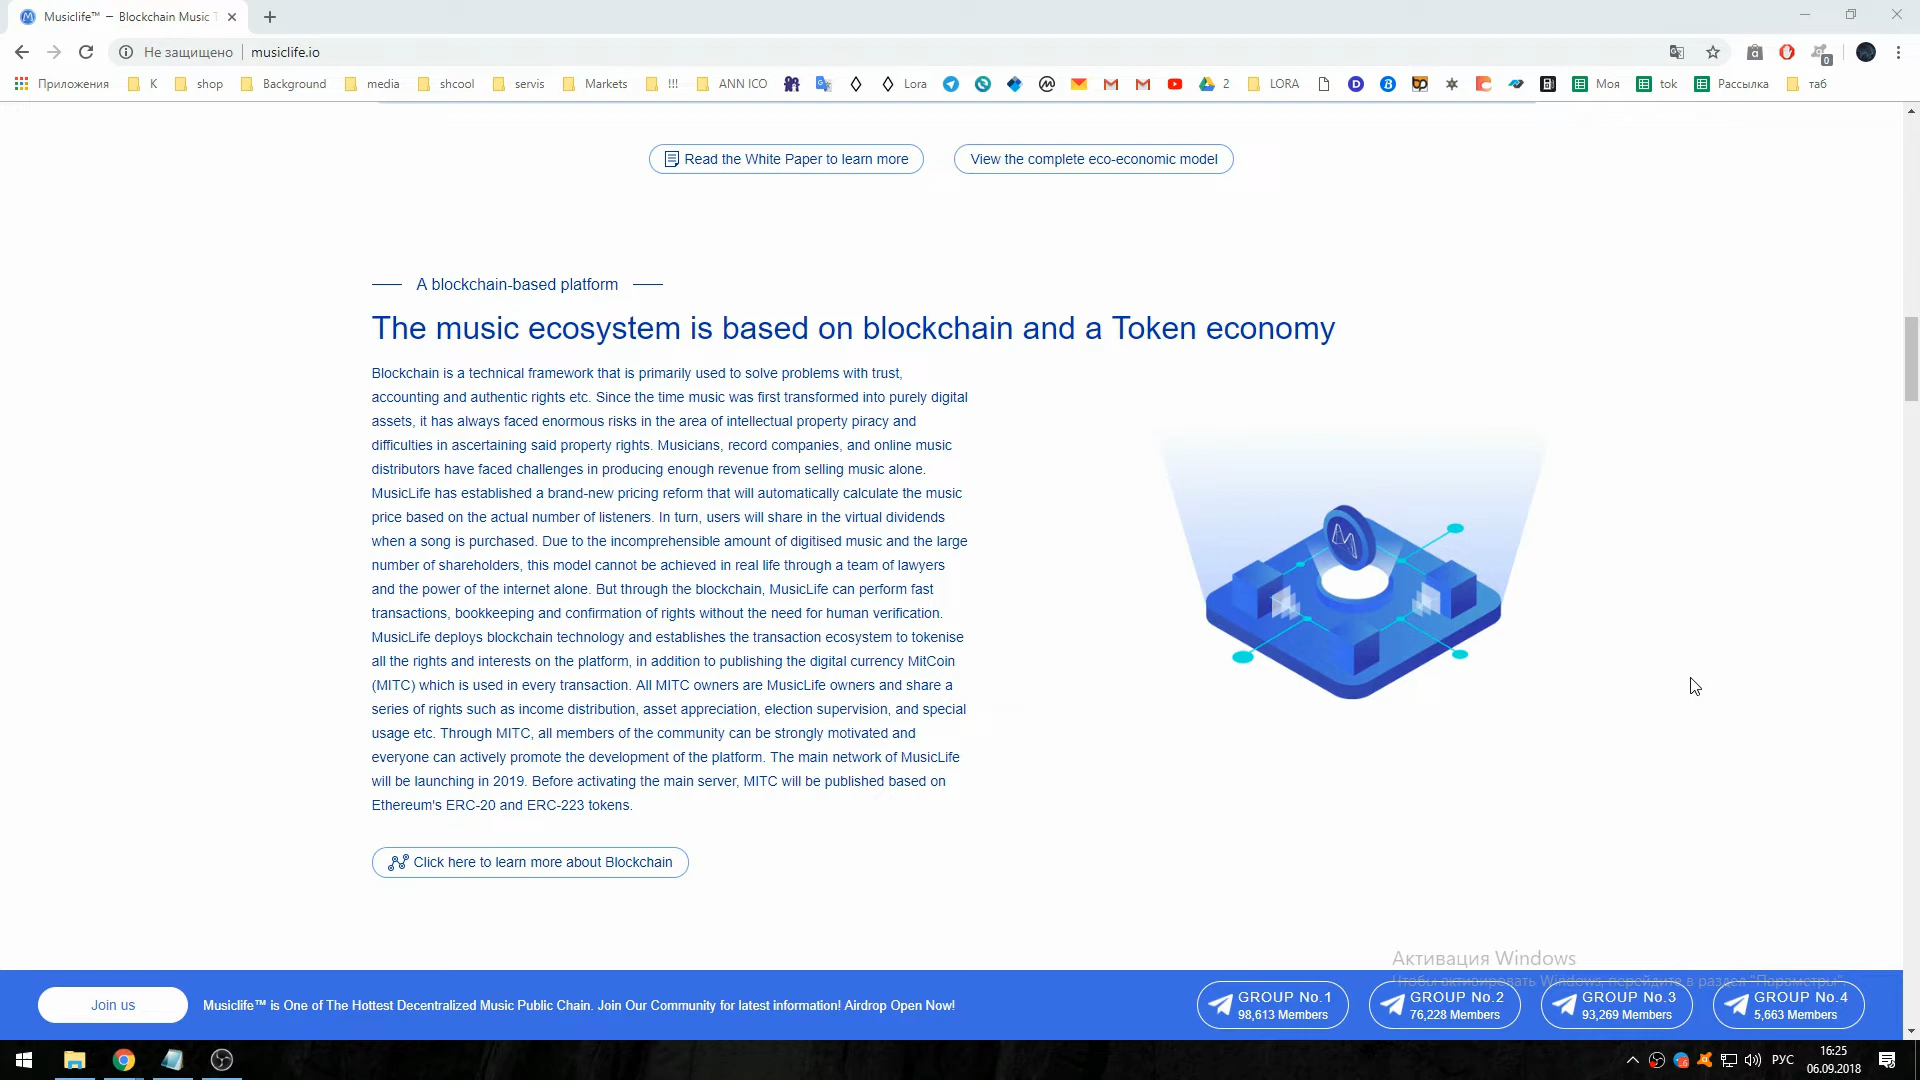 Musiclife™ — Blockchain Music T
Не защищено
musiclife.io
0
Приложения
K
shop
Background
media
shcool
servis
Markets
!!!
ANN ICO
Lora
2
LORA
Моя
tok
Рассылка
таб
Read the White Paper to learn more
View the complete eco-economic model
A blockchain-based platform
The music ecosystem is based on blockchain and a Token economy
Blockchain is a technical framework that is primarily used to solve problems with trust,
accounting and authentic rights etc. Since the time music was first transformed into purely digital
assets, it has always faced enormous risks in the area of intellectual property piracy and
difficulties in ascertaining said property rights. Musicians, record companies, and online music
distributors have faced challenges in producing enough revenue from selling music alone.
MusicLife has established a brand-new pricing reform that will automatically calculate the music
price based on the actual number of listeners. In turn, users will share in the virtual dividends
when a song is purchased. Due to the incomprehensible amount of digitised music and the large
number of shareholders, this model cannot be achieved in real life through a team of lawyers
and the power of the internet alone. But through the blockchain, MusicLife can perform fast
transactions, bookkeeping and confirmation of rights without the need for human verification.
MusicLife deploys blockchain technology and establishes the transaction ecosystem to tokenise
all the rights and interests on the platform, in addition to publishing the digital currency MitCoin
(MITC) which is used in every transaction. All MITC owners are MusicLife owners and share a
series of rights such as income distribution, asset appreciation, election supervision, and special
usage etc. Through MITC, all members of the community can be strongly motivated and
everyone can actively promote the development of the platform. The main network of MusicLife
will be launching in 2019. Before activating the main server, MITC will be published based on
Ethereum's ERC-20 and ERC-223 tokens.
Click here to learn more about Blockchain
Активация Windows
Чтобы активировать Windows, перейдите в раздел "Параметры".
Join us
Musiclife™ is One of The Hottest Decentralized Music Public Chain. Join Our Community for latest information! Airdrop Open Now!
GROUP No.1
98,613 Members
GROUP No.2
76,228 Members
GROUP No.3
93,269 Members
GROUP No.4
5,663 Members
РУС
16:25
06.09.2018